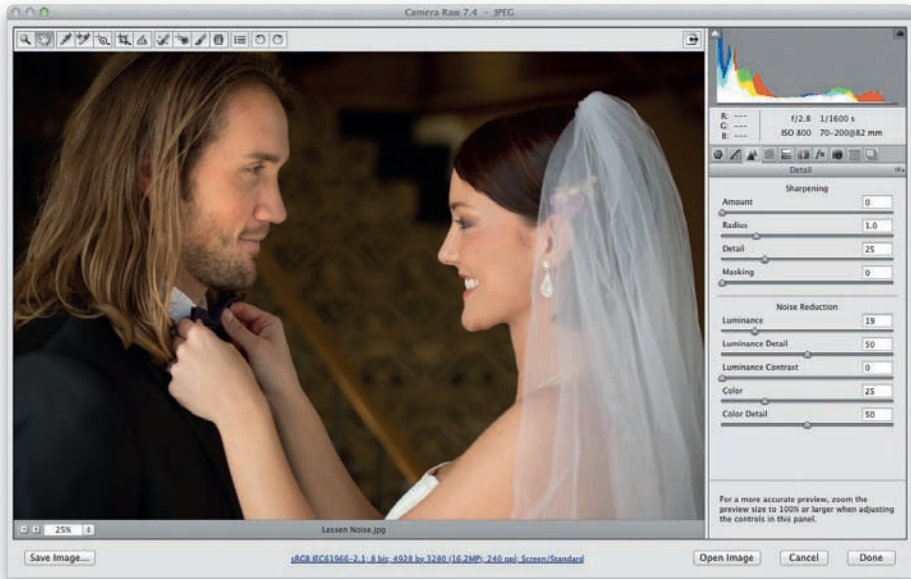 Camera Raw 7.4 – JPEG
R: ---
G: ---
B: ---
f/2.8 1/1600 s
ISO 800 70-200@82 mm
Detail
Sharpening
Amount 0
Radius 1.0
Detail 25
Masking 0
Noise Reduction
Luminance 19
Luminance Detail 50
Luminance Contrast 0
Color 25
Color Detail 50
For a more accurate preview, zoom the
preview size to 100% or larger when adjusting
the controls in this panel.
25%
Lessen Noise.jpg
Save Image...
sRGB IEC61966-2.1; 8 bit; 4928 by 3280 (16.2MP); 240 ppi; Screen/Standard
Open Image
Cancel
Done